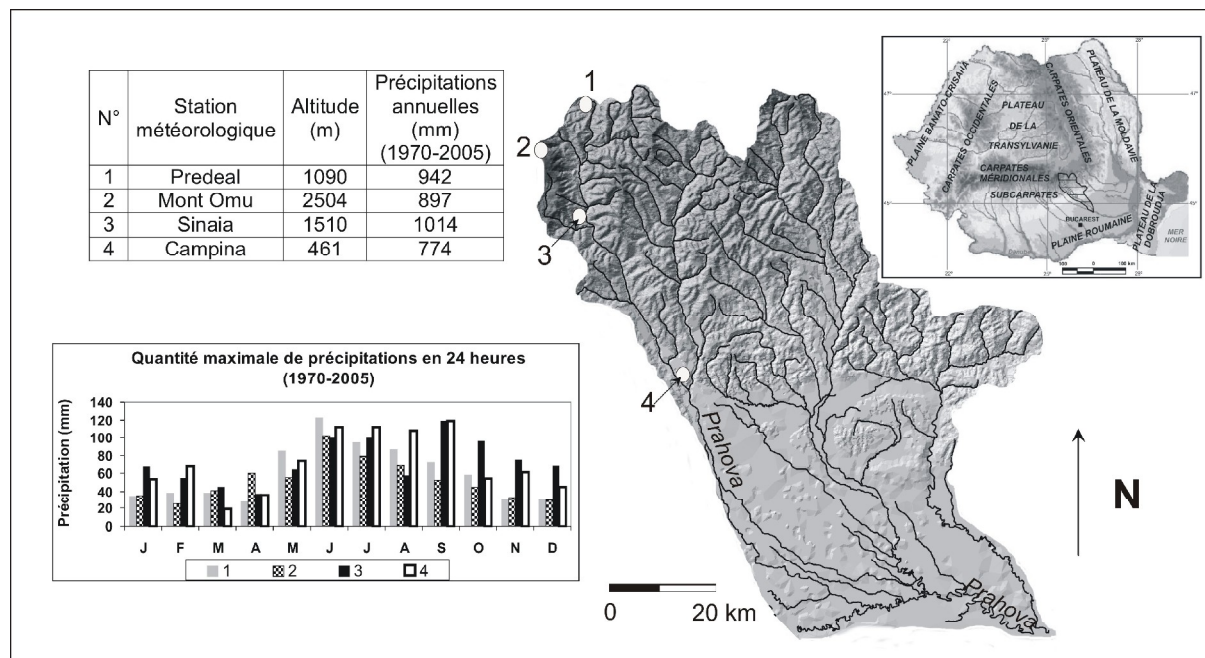 N°
Station
météorologique
Altitude
(m)
Précipitations
annuelles
(mm)
(1970-2005)
1 Predeal 1090 942
2 Mont Omu 2504 897
3 Sinaia 1510 1014
4 Campina 461 774
Quantité maximale de précipitations en 24 heures
(1970-2005)
Précipitation (mm)
140
120
100
80
60
40
20
0
J F M A M J J A S O N D
1 2 3 4
1
2
3
4
Prahova
Prahova
0 20 km
N
PLAINE BANATO-CRISAIA
CARPATES OCCIDENTALES
PLATEAU
DE LA
TRANSYLVANIE
CARPATES ORIENTALES
PLATEAU DE LA MOLDAVIE
CARPATES
MÉRIDIONALES
SUBCARPATES
BUCAREST
PLAINE ROUMAINE
PLATEAU DE LA
DOBROUDJA
MER
NOIRE
0 100 km